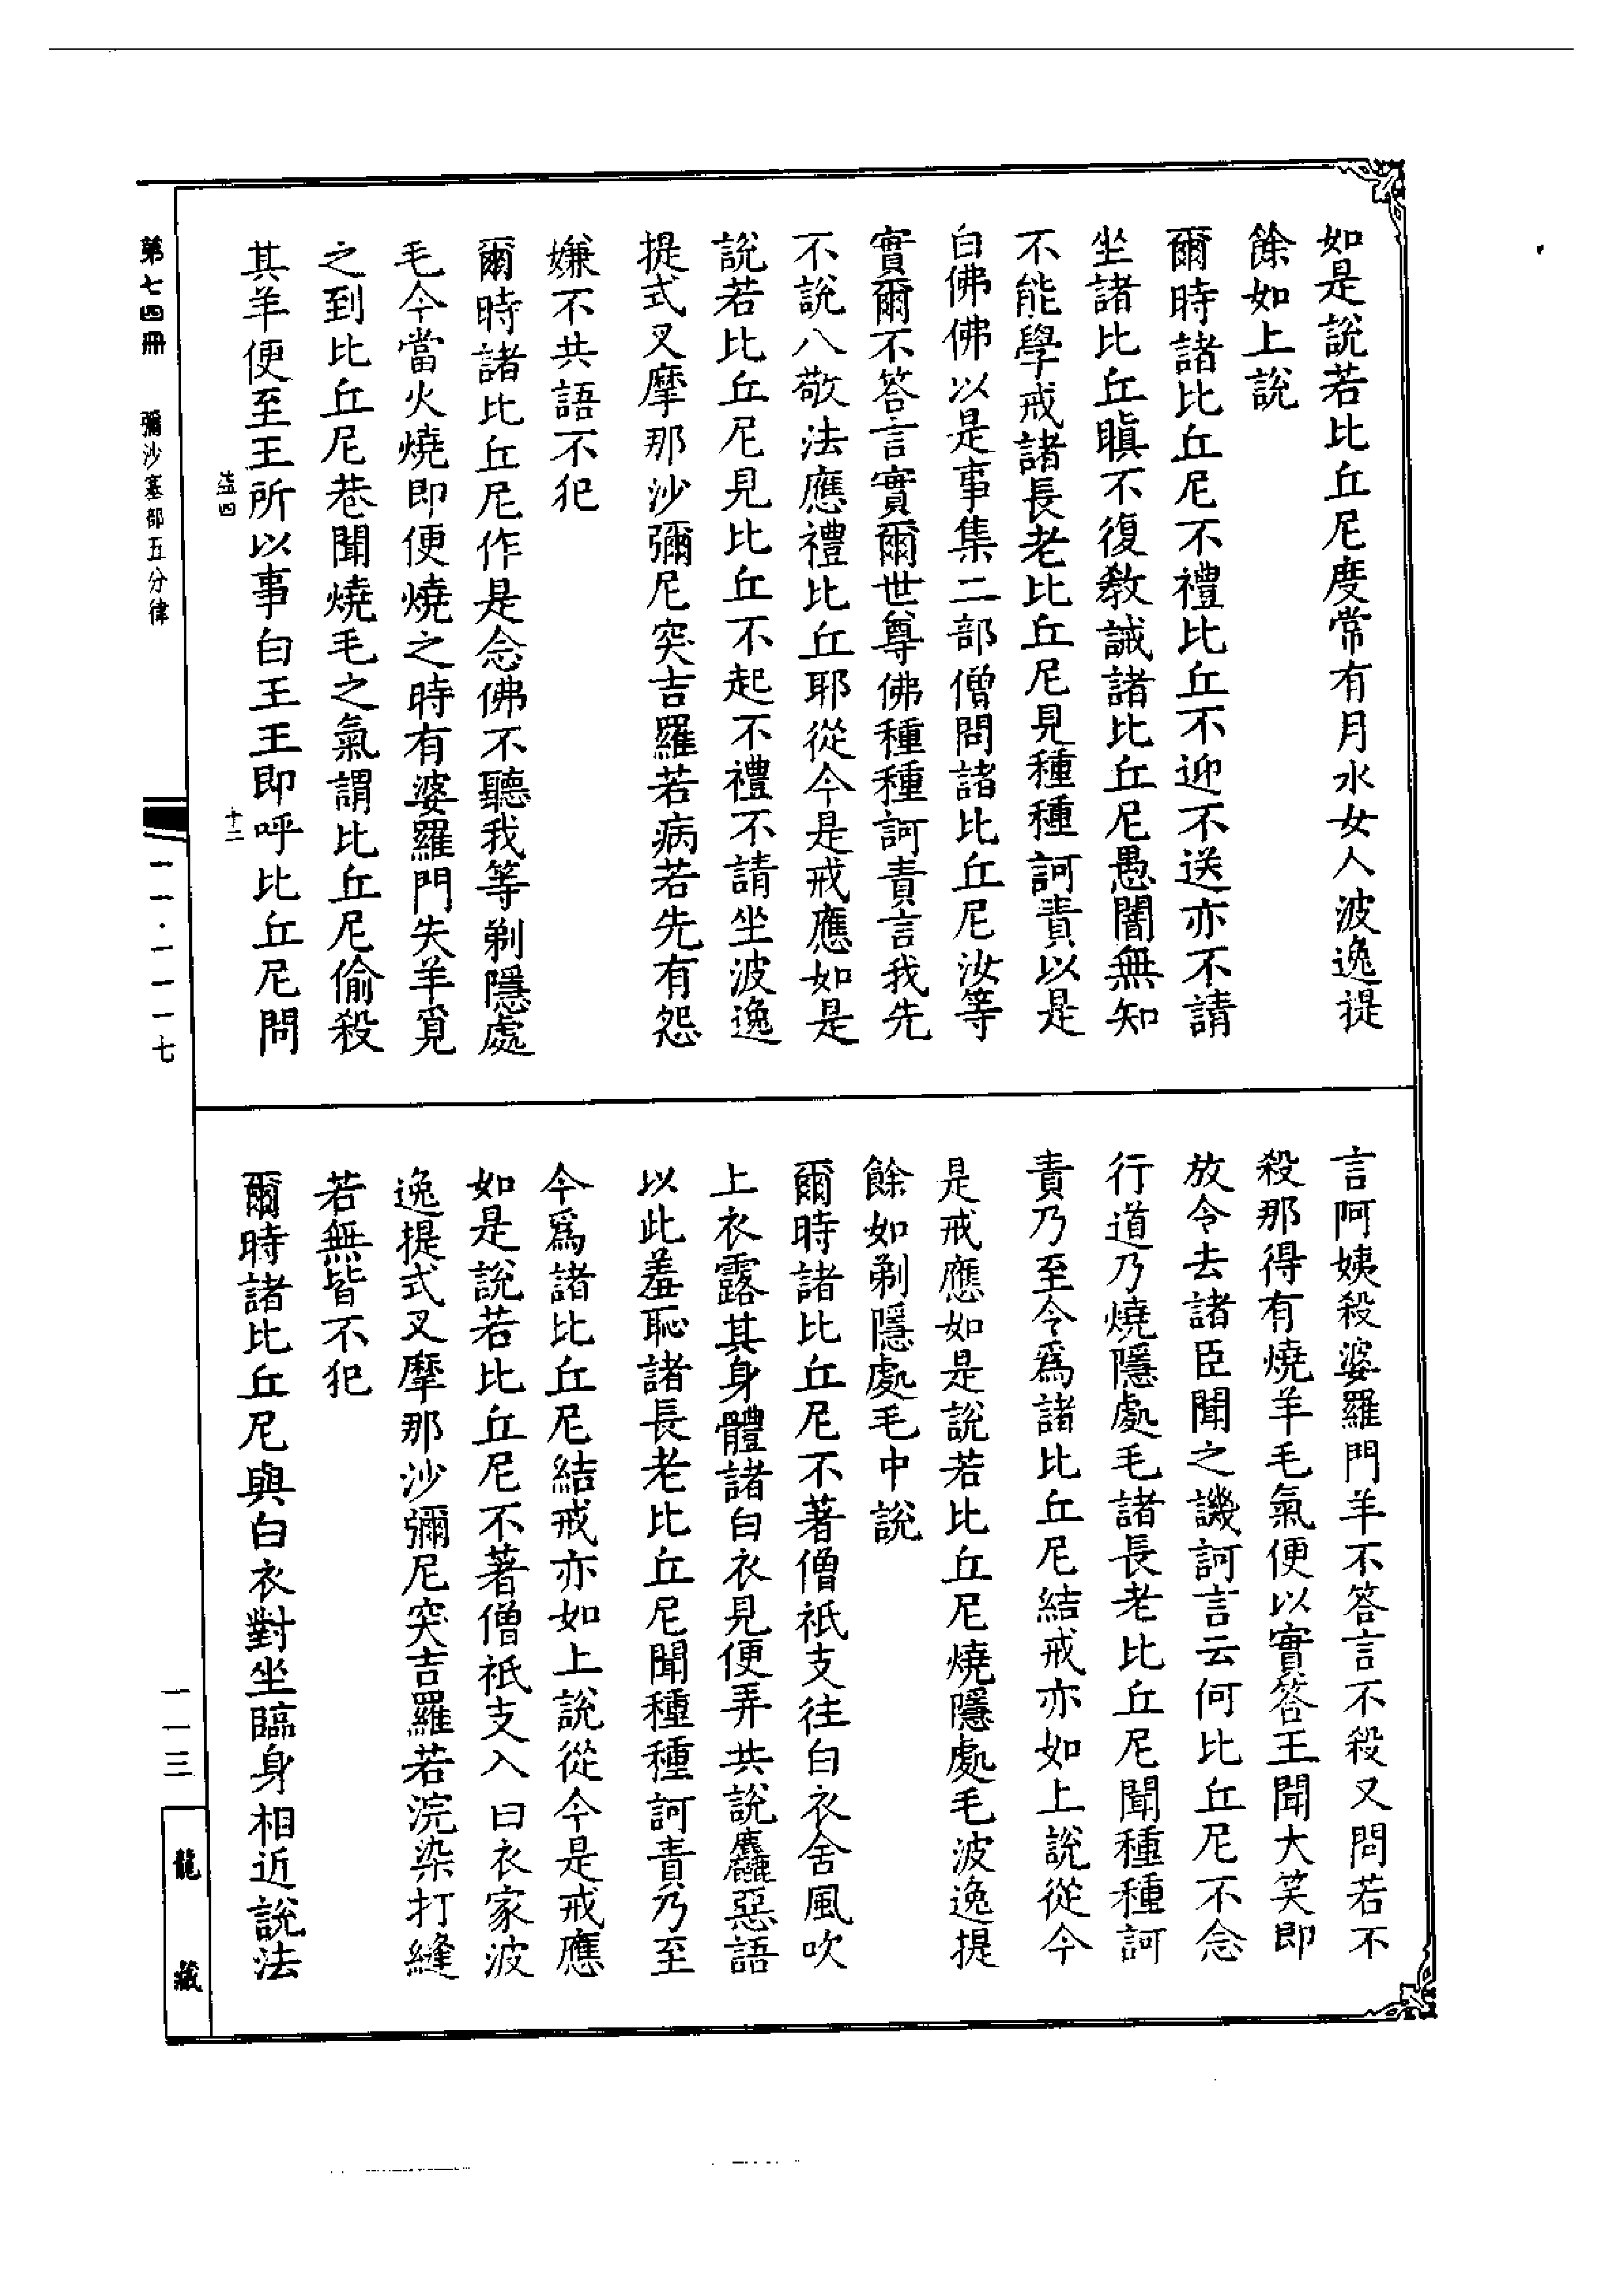 如是說若比丘尼度常有月水女人波逸提
餘如上說
爾時諸比丘尼不禮比丘不迎不送亦不請
坐諸比丘瞋不復教誡諸比丘尼愚闇無知
不能學戒諸長老比丘尼見種種訶責以是
白佛佛以是事集二部僧問諸比丘尼汝等
實爾不答言實爾世尊佛種種訶責言我先
不說八敬法應禮比丘耶從今是戒應如是
說若比丘尼見比丘不起不禮不請坐波逸
提式叉摩那沙彌尼突吉羅若病若先有怨
嫌不共語不犯
爾時諸比丘尼作是念佛不聽我等剃隱處
毛今當火燒即便燒之時有婆羅門失羊覓
之到比丘尼巷聞燒毛之氣謂比丘尼偷殺
其羊便至王所以事白王王即呼比丘尼問
言阿姨殺婆羅門羊不答言不殺又問若不
殺那得有燒羊毛氣便以實答王聞大笑即
放令去諸臣聞之譏訶言云何比丘尼不念
行道乃燒隱處毛諸長老比丘尼聞種種訶
責乃至今爲諸比丘尼結戒亦如上說從今
是戒應如是說若比丘尼燒隱處毛波逸提
餘如剃隱處毛中說
爾時諸比丘尼不著僧祇支往白衣舍風吹
上衣露其身體諸白衣見便弄共說麤惡語
以此羞恥諸長老比丘尼聞種種訶責乃至
今爲諸比丘尼結戒亦如上說從今是戒應
如是說若比丘尼不著僧祇支入白衣家波
逸提式叉摩那沙彌尼突吉羅若浣染打縫
若無皆不犯
爾時諸比丘尼與白衣對坐臨身相近說法
益四
十二
第七四冊 彌沙塞部五分律
一一·一一一七
一一三
龍藏